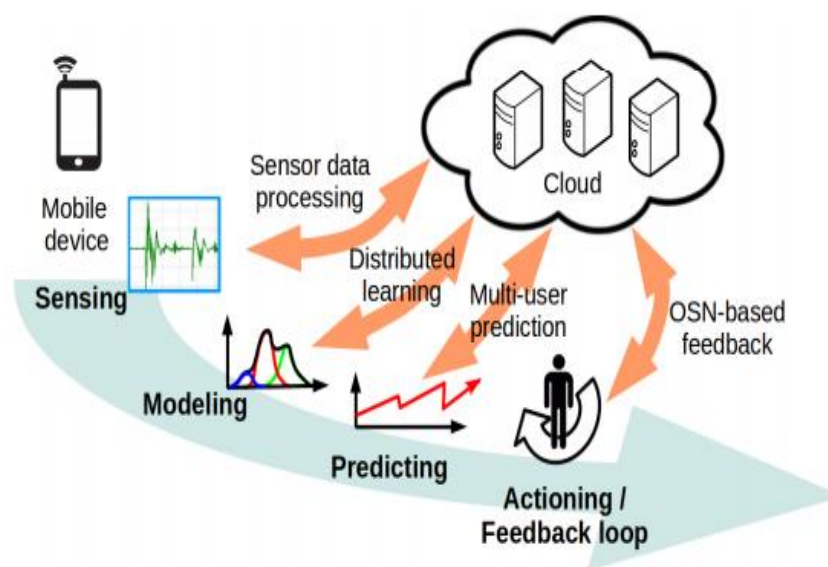 Cloud
Sensor data
processing
Mobile
device
Sensing
Distributed
learning
Multi-user
prediction
OSN-based
feedback
Modeling
Predicting
Actioning /
Feedback loop